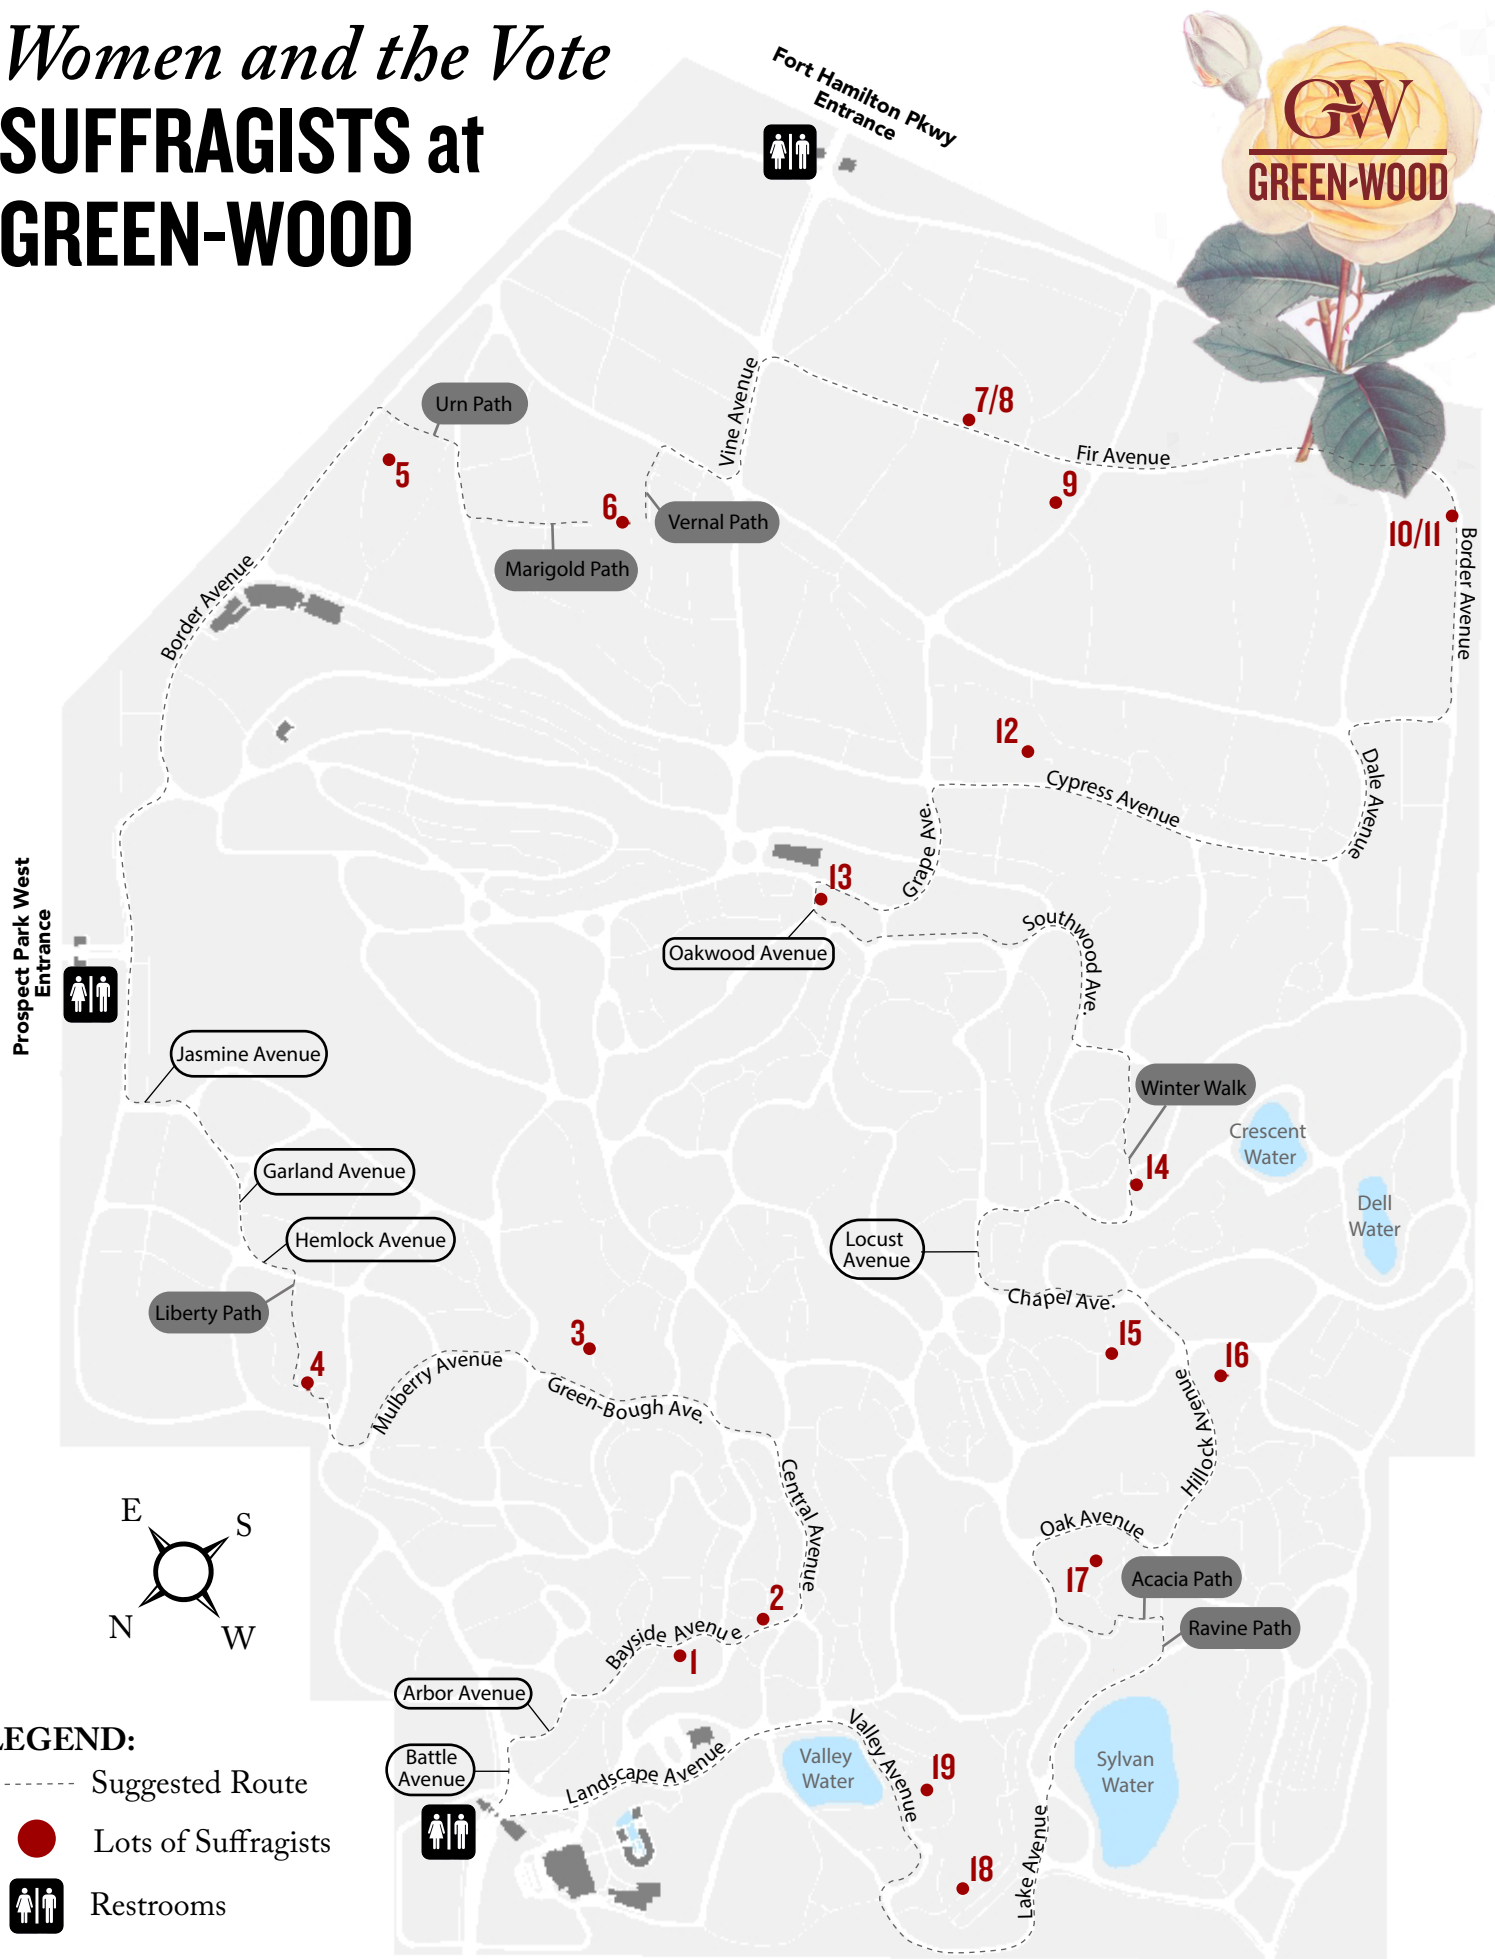 Women and the Vote
SUFFRAGISTS at
GREEN-WOOD
Fort Hamilton Pkwy
Entrance
GW
GREEN-WOOD
Urn Path
5
6
Vernal Path
Marigold Path
Vine Avenue
7/8
Fir Avenue
9
10/11
Border Avenue
Border Avenue
12
Cypress Avenue
Dale Avenue
Grape Ave.
13
Oakwood Avenue
Southwood Ave.
Prospect Park West
Entrance
Jasmine Avenue
Garland Avenue
Hemlock Avenue
Liberty Path
Winter Walk
Crescent
Water
14
Dell
Water
Locust
Avenue
Chapel Ave.
15
16
3
4
Mulberry Avenue
Green-Bough Ave.
Central Avenue
Hillock Avenue
Oak Avenue
17
Acacia Path
Ravine Path
E
S
N
W
2
Bayside Avenue
1
Arbor Avenue
Battle
Avenue
Landscape Avenue
Valley
Water
Valley Avenue
19
18
Lake Avenue
Sylvan
Water
LEGEND:
Suggested Route
Lots of Suffragists
Restrooms